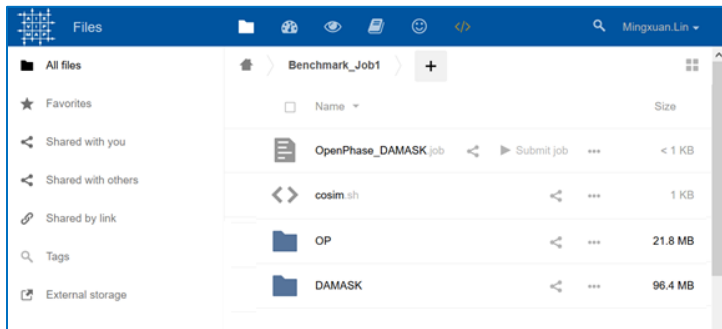 Files
Mingxuan.Lin
All files
Favorites
Shared with you
Shared with others
Shared by link
Tags
External storage
Benchmark_Job1 +
Name Size
OpenPhase_DAMASK.job Submit job ••• < 1 KB
cosim.sh ••• 1 KB
OP ••• 21.8 MB
DAMASK ••• 96.4 MB